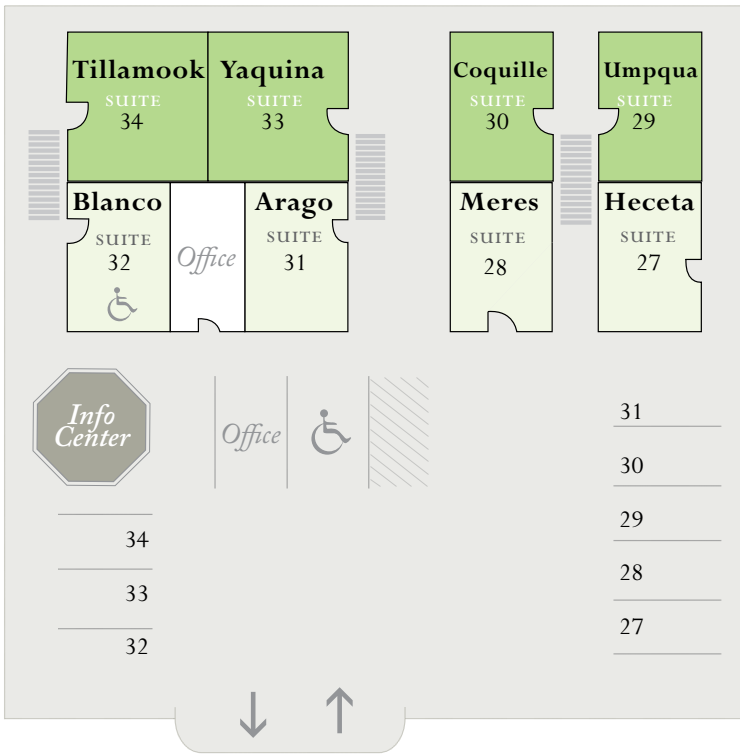 Tillamook
SUITE
34
Yaquina
SUITE
33
Coquille
SUITE
30
Umpqua
SUITE
29
Blanco
SUITE
32
Office
Arago
SUITE
31
Meres
SUITE
28
Heceta
SUITE
27
Info
Center
Office
31
30
29
28
27
34
33
32